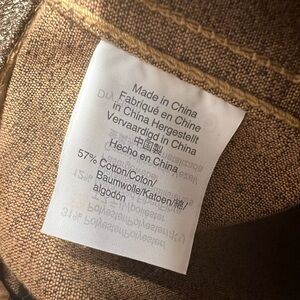 Made in China
Fabriqué en Chine
in China Hergestellt
Vervaardigd in China
中国製
Hecho en China
57% Cotton/Coton/
Baumwolle/Katoen/綿/
algodón